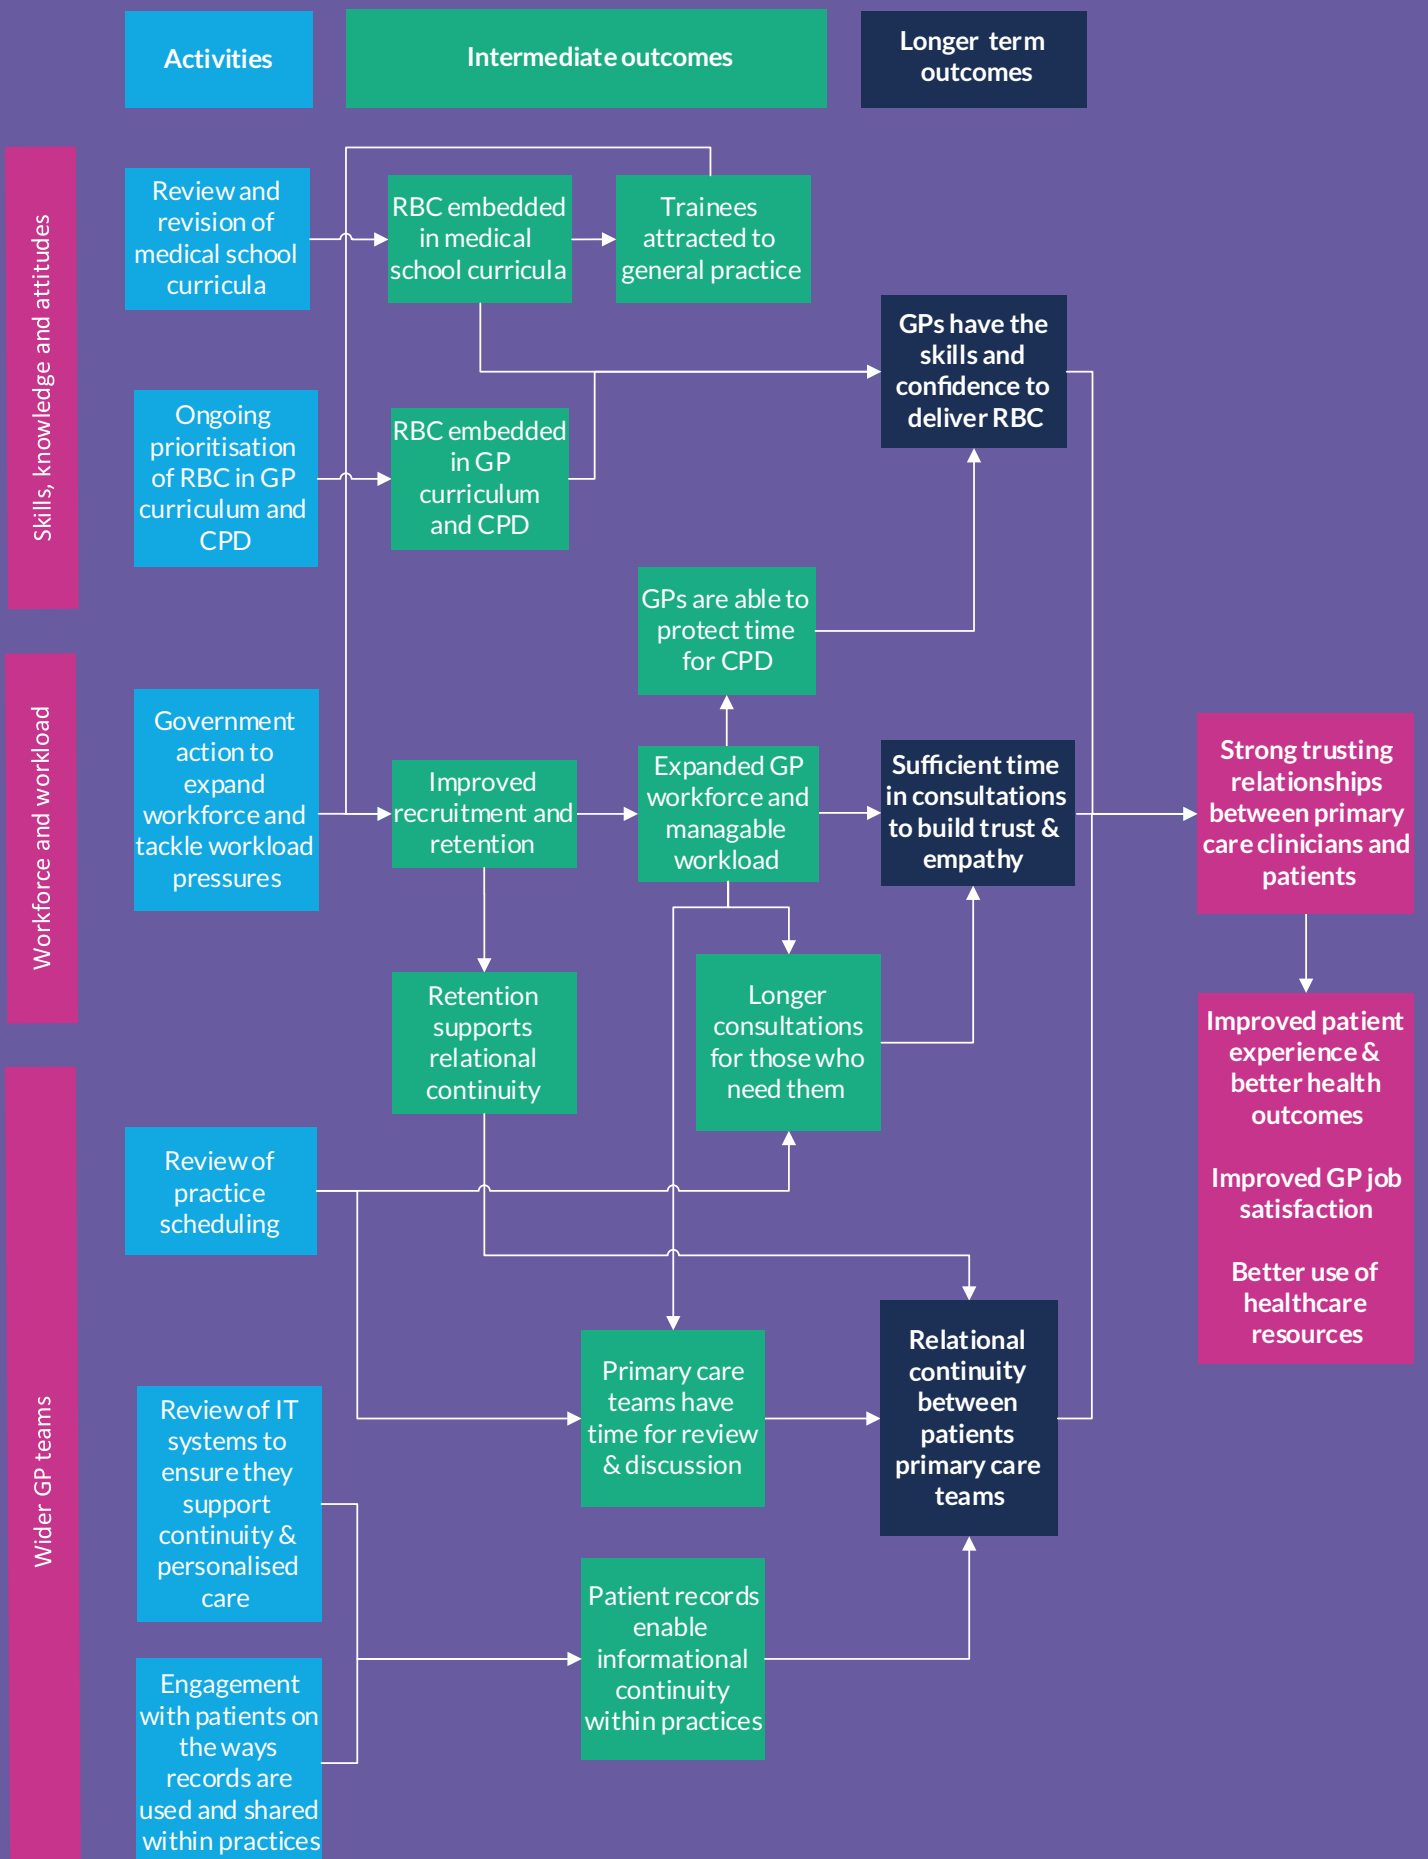 Activities
Intermediate outcomes
Longer term
outcomes
Skills, knowledge and attitudes
Review and
revision of
medical school
curricula
RBC embedded
in medical
school curricula
Trainees
attracted to
general practice
GPs have the
skills and
confidence to
deliver RBC
Ongoing
prioritisation
of RBC in GP
curriculum and
CPD
RBC embedded
in GP
curriculum
and CPD
GPs are able to
protect time
for CPD
Workforce and workload
Government
action to
expand
workforce and
tackle workload
pressures
Improved
recruitment and
retention
Expanded GP
workforce and
managable
workload
Sufficient time
in consultations
to build trust &
empathy
Strong trusting
relationships
between primary
care clinicians and
patients
Retention
supports
relational
continuity
Longer
consultations
for those who
need them
Improved patient
experience &
better health
outcomes
Improved GP job
satisfaction
Better use of
healthcare
resources
Wider GP teams
Review of
practice
scheduling
Primary care
teams have
time for review
& discussion
Relational
continuity
between
patients
primary care
teams
Review of IT
systems to
ensure they
support
continuity &
personalised
care
Patient records
enable
informational
continuity
within practices
Engagement
with patients on
the ways
records are
used and shared
within practices